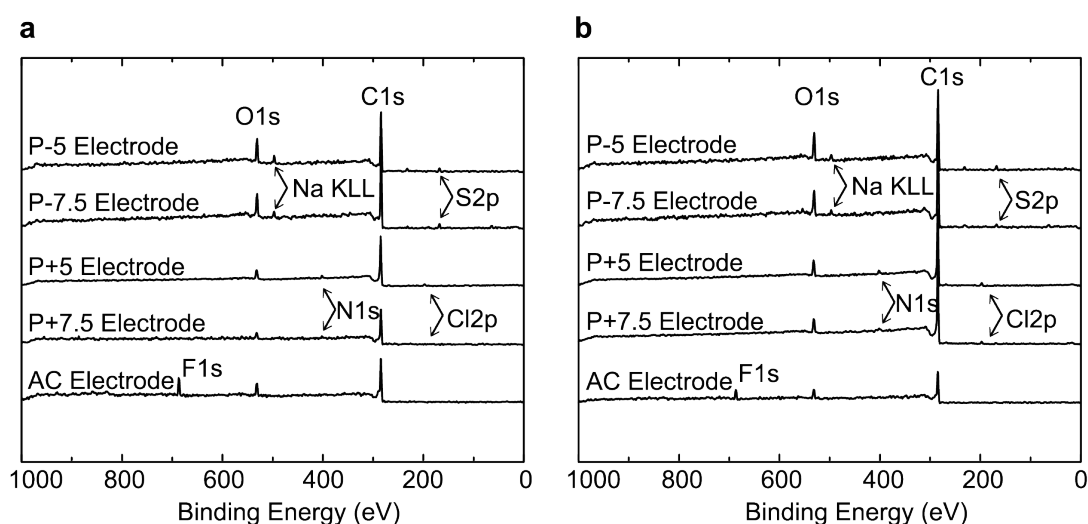 a
C1s
O1s
P-5 Electrode
Na KLL
S2p
P-7.5 Electrode
P+5 Electrode
N1s
Cl2p
P+7.5 Electrode
F1s
AC Electrode
1000 800 600 400 200 0
Binding Energy (eV)
b
C1s
O1s
P-5 Electrode
Na KLL
S2p
P-7.5 Electrode
P+5 Electrode
N1s
Cl2p
P+7.5 Electrode
F1s
AC Electrode
1000 800 600 400 200 0
Binding Energy (eV)